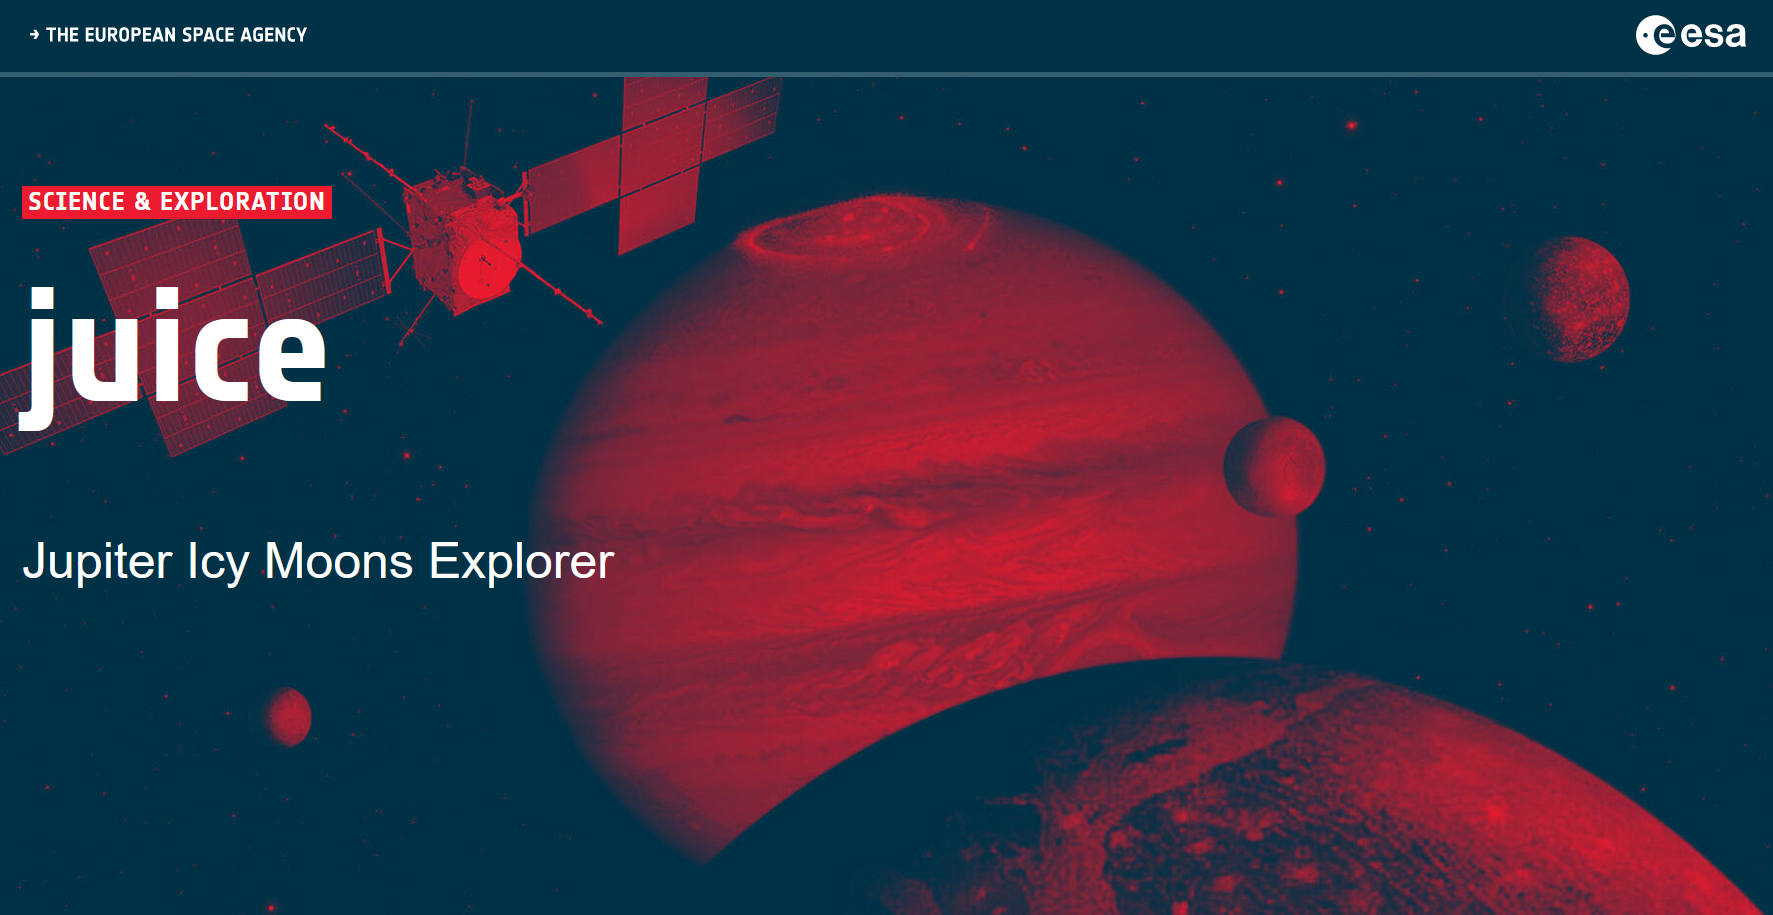 → THE EUROPEAN SPACE AGENCY
esa
SCIENCE & EXPLORATION
juice
Jupiter Icy Moons Explorer